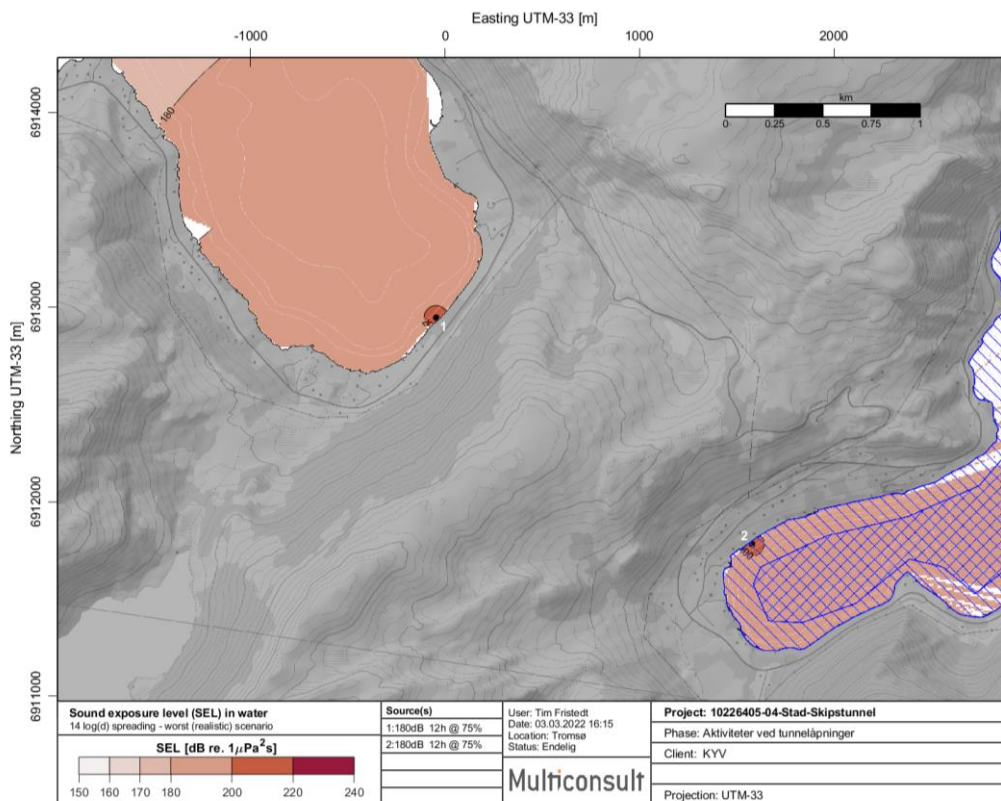 Easting UTM-33 [m]
-1000 0 1000 2000
Northing UTM-33 [m]
6914000
6913000
6912000
6911000
km
0 0.25 0.5 0.75 1
180
1
2
Sound exposure level (SEL) in water
14 log(d) spreading - worst (realistic) scenario
SEL [dB re. 1µPa²s]
150 160 170 180 200 220 240
Source(s)
1:180dB 12h @ 75%
2:180dB 12h @ 75%
User: Tim Fristedt
Date: 03.03.2022 16:15
Location: Tromsø
Status: Endelig
Multiconsult
Project: 10226405-04-Stad-Skipstunnel
Phase: Aktiviteter ved tunnelåpninger
Client: KYV
Projection: UTM-33